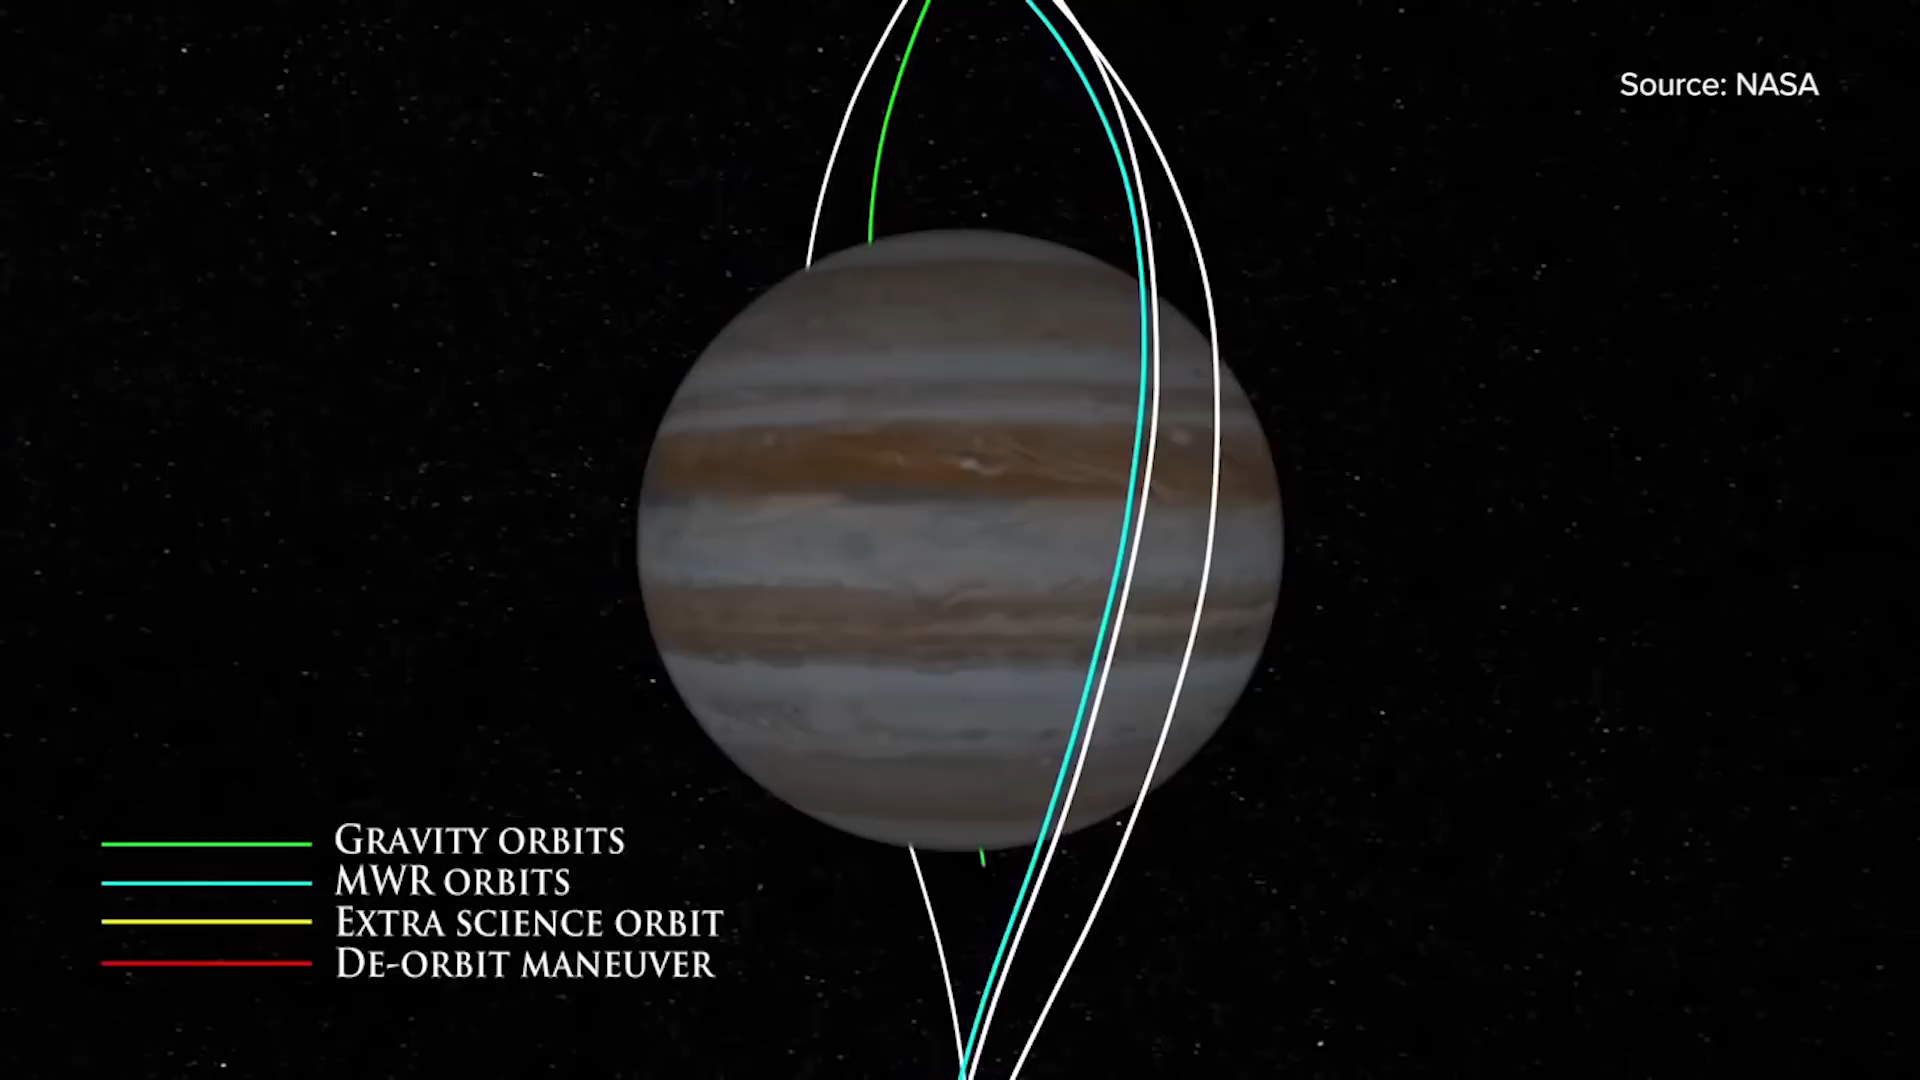 Source: NASA
GRAVITY ORBITS
MWR ORBITS
EXTRA SCIENCE ORBIT
DE-ORBIT MANEUVER